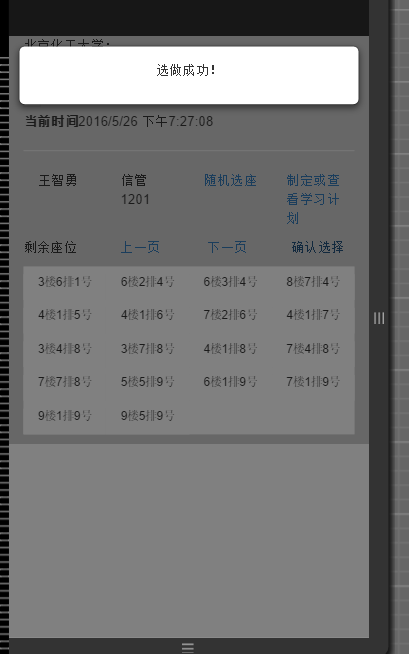 北京化工大学：
选做成功！
当前时间2016/5/26 下午7:27:08
王智勇 信管 随机选座 制定或查
1201 看学习计
划
剩余座位 上一页 下一页 确认选择
3楼6排1号 6楼2排4号 6楼3排4号 8楼7排4号
4楼1排5号 4楼1排6号 7楼2排6号 4楼1排7号
3楼4排8号 3楼7排8号 4楼1排8号 7楼4排8号
7楼7排8号 5楼5排9号 6楼1排9号 7楼1排9号
9楼1排9号 9楼5排9号